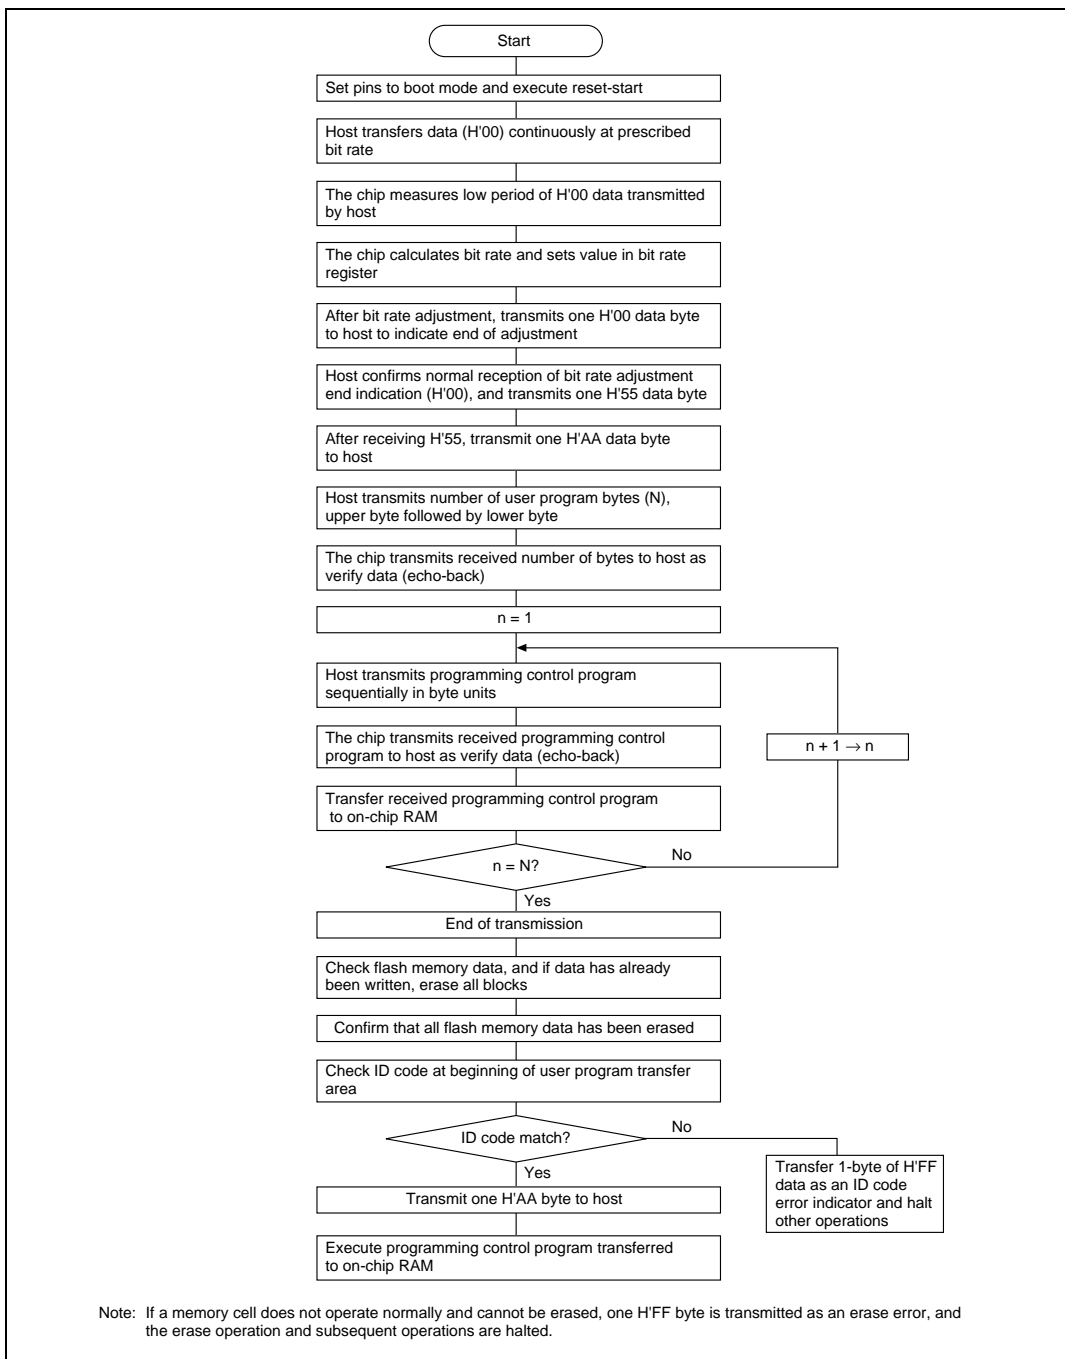 Start
Set pins to boot mode and execute reset-start
Host transfers data (H'00) continuously at prescribed
bit rate
The chip measures low period of H'00 data transmitted
by host
The chip calculates bit rate and sets value in bit rate
register
After bit rate adjustment, transmits one H'00 data byte
to host to indicate end of adjustment
Host confirms normal reception of bit rate adjustment
end indication (H'00), and transmits one H'55 data byte
After receiving H'55, trransmit one H'AA data byte
to host
Host transmits number of user program bytes (N),
upper byte followed by lower byte
The chip transmits received number of bytes to host as
verify data (echo-back)
n = 1
Host transmits programming control program
sequentially in byte units
The chip transmits received programming control
program to host as verify data (echo-back)
n + 1 → n
Transfer received programming control program
to on-chip RAM
n = N?
No
Yes
End of transmission
Check flash memory data, and if data has already
been written, erase all blocks
Confirm that all flash memory data has been erased
Check ID code at beginning of user program transfer
area
ID code match?
No
Yes
Transfer 1-byte of H'FF
data as an ID code
error indicator and halt
other operations
Transmit one H'AA byte to host
Execute programming control program transferred
to on-chip RAM
Note: If a memory cell does not operate normally and cannot be erased, one H'FF byte is transmitted as an erase error, and
the erase operation and subsequent operations are halted.